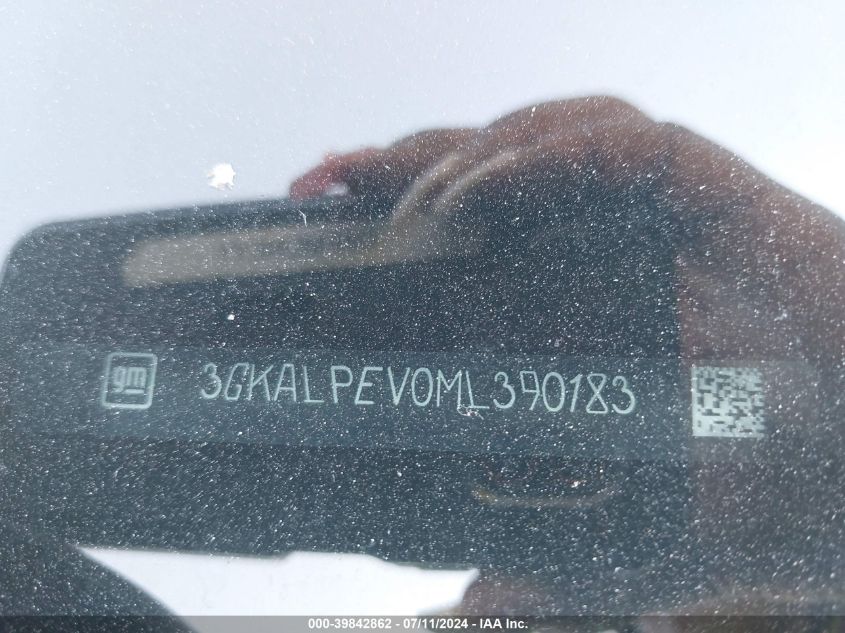 gm 3GKALPEV0ML390183
000-39842862 - 07/11/2024 - IAA Inc.